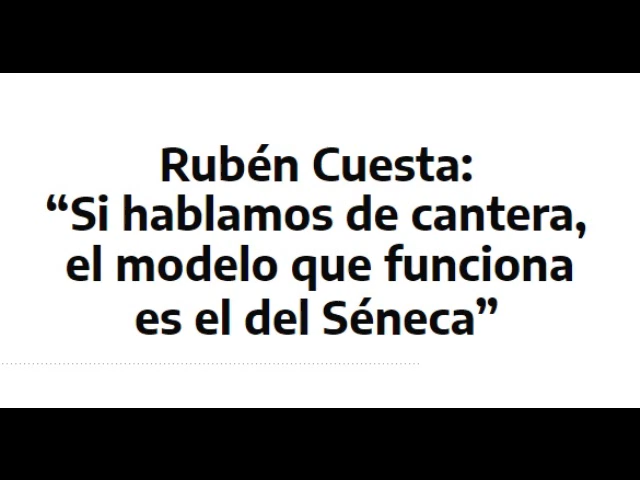 Rubén Cuesta:
“Si hablamos de cantera,
el modelo que funciona
es el del Séneca”